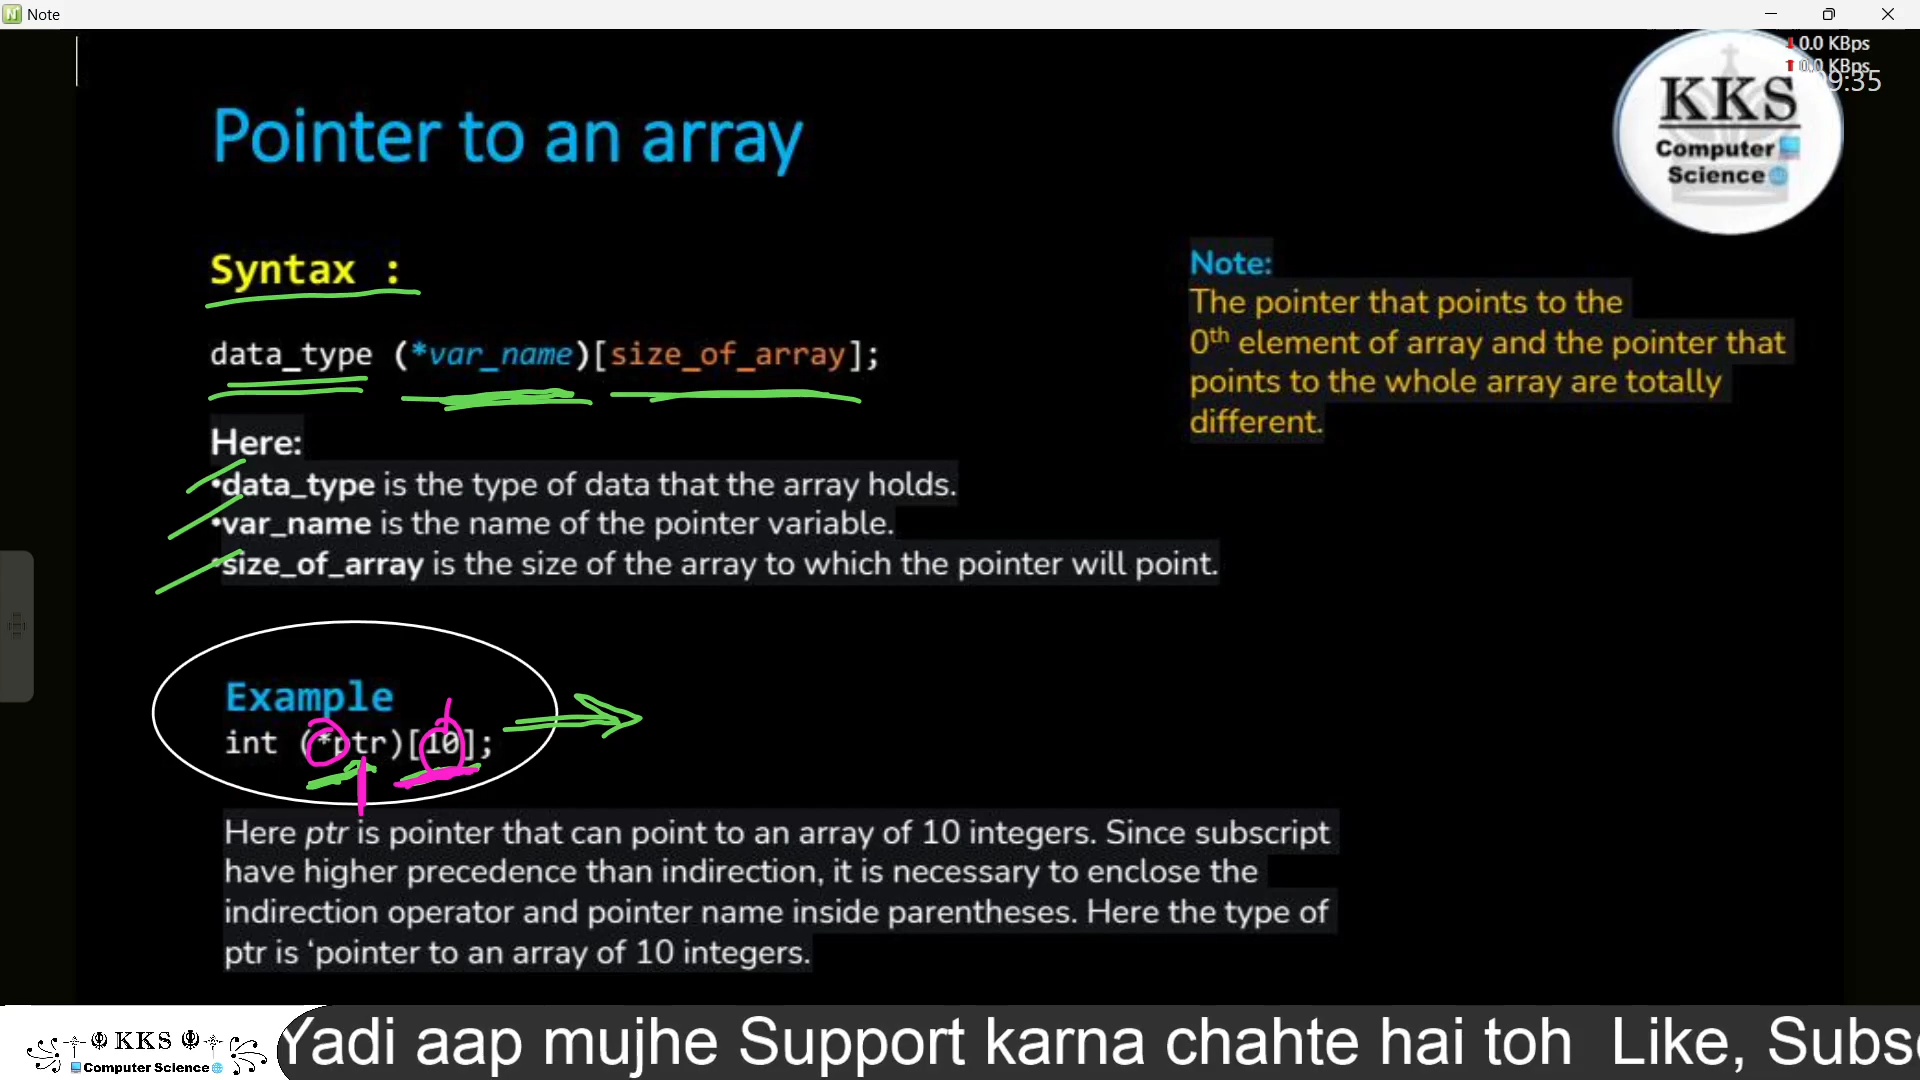 Note
0.0 KBps
0.0 KBps
9:35
KKS
Computer
Science
Pointer to an array
Syntax :
data_type (*var_name)[size_of_array];
Here:
•data_type is the type of data that the array holds.
•var_name is the name of the pointer variable.
•size_of_array is the size of the array to which the pointer will point.
Note:
The pointer that points to the
0th element of array and the pointer that
points to the whole array are totally
different.
Example
int (*ptr)[10];
Here ptr is pointer that can point to an array of 10 integers. Since subscript
have higher precedence than indirection, it is necessary to enclose the
indirection operator and pointer name inside parentheses. Here the type of
ptr is ‘pointer to an array of 10 integers.
KKS
Computer Science
Yadi aap mujhe Support karna chahte hai toh Like, Subs